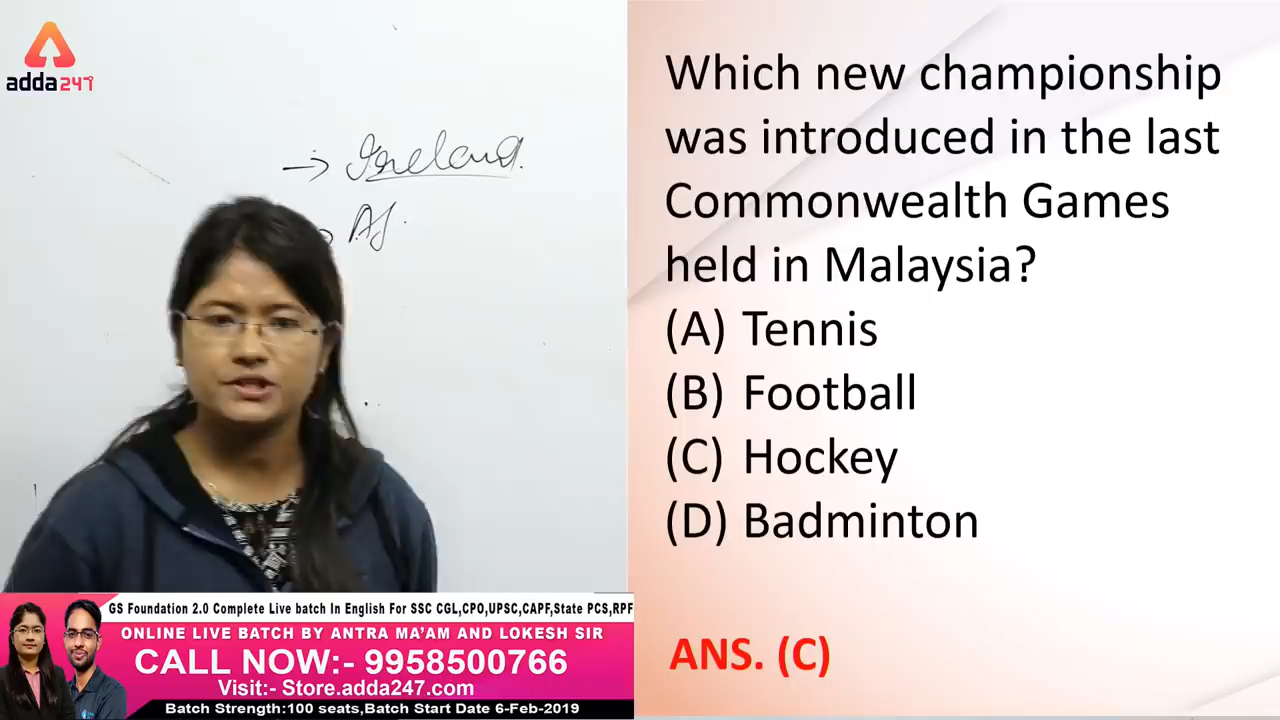 adda247
→ Ireland.
Which new championship
was introduced in the last
Commonwealth Games
held in Malaysia?
(A) Tennis
(B) Football
(C) Hockey
(D) Badminton
ANS. (C)
GS Foundation 2.0 Complete Live batch In English For SSC CGL,CPO,UPSC,CAPF,State PCS,RPF
ONLINE LIVE BATCH BY ANTRA MA'AM AND LOKESH SIR
CALL NOW:- 9958500766
Visit:- Store.adda247.com
Batch Strength:100 seats,Batch Start Date 6-Feb-2019